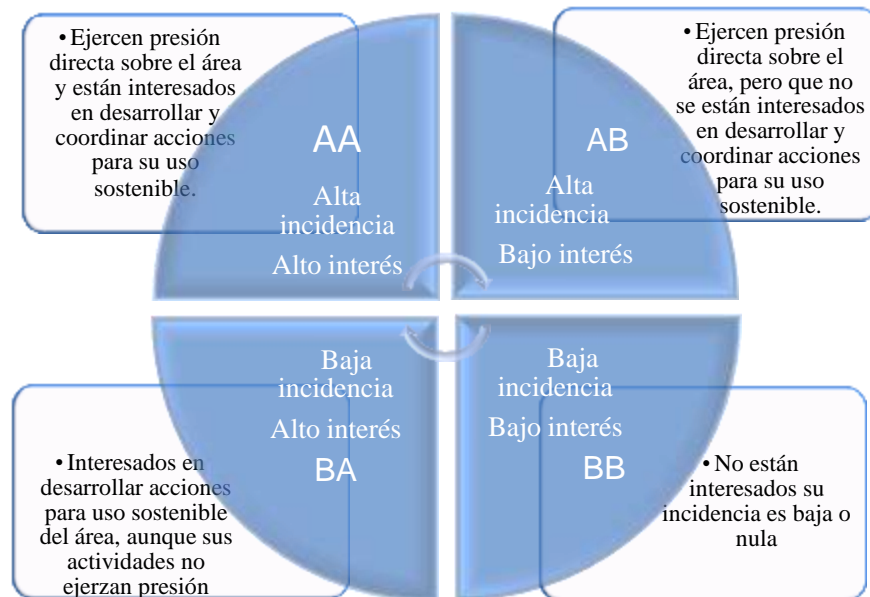 • Ejercen presión
directa sobre el área
y están interesados
en desarrollar y
coordinar acciones
para su uso
sostenible.
AA
Alta
incidencia
Alto interés
• Ejercen presión
directa sobre el
área, pero que no
se están interesados
en desarrollar y
coordinar acciones
para su uso
sostenible.
AB
Alta
incidencia
Bajo interés
Baja
incidencia
Alto interés
BA
• Interesados en
desarrollar acciones
para uso sostenible
del área, aunque sus
actividades no
ejerzan presión
Baja
incidencia
Bajo interés
BB
• No están
interesados su
incidencia es baja o
nula